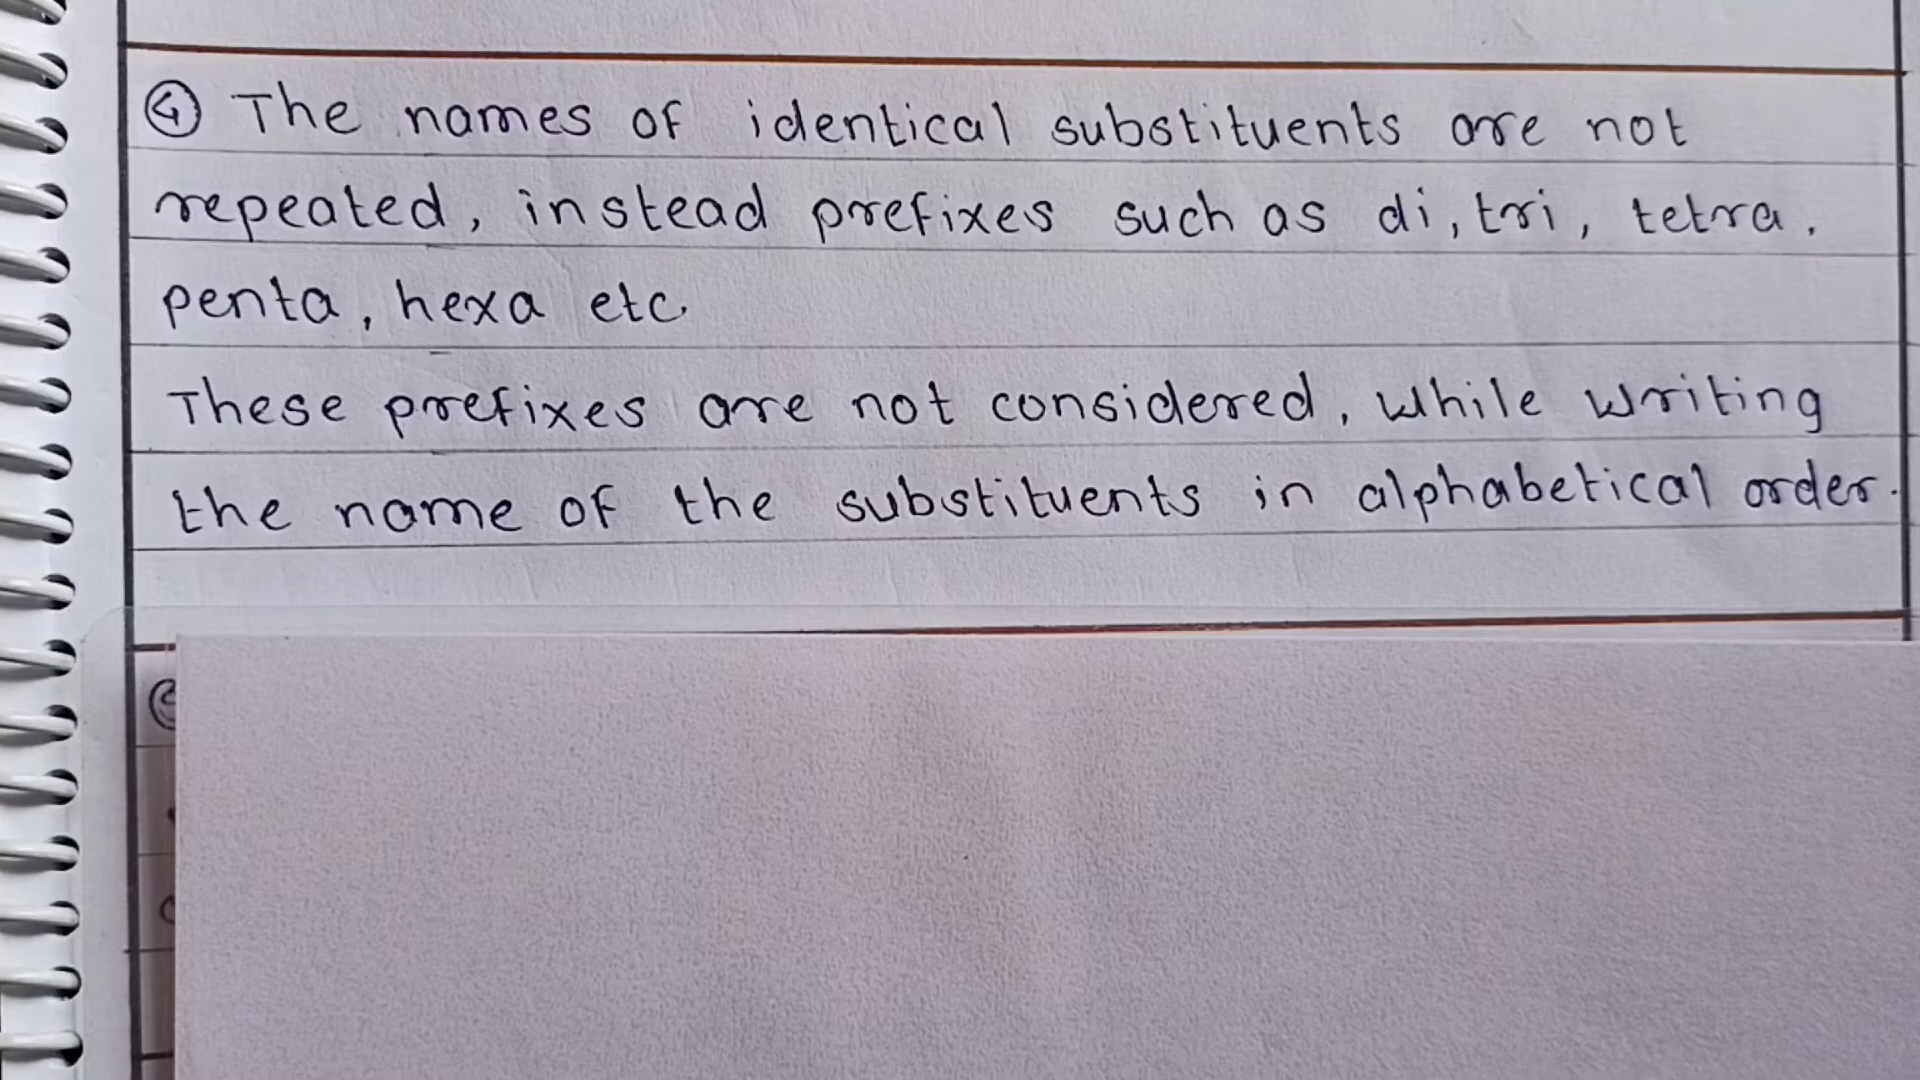 ④ The names of identical substituents are not
repeated, instead prefixes such as di, tri, tetra,
penta, hexa etc.
These prefixes are not considered, while writing
the name of the substituents in alphabetical order.